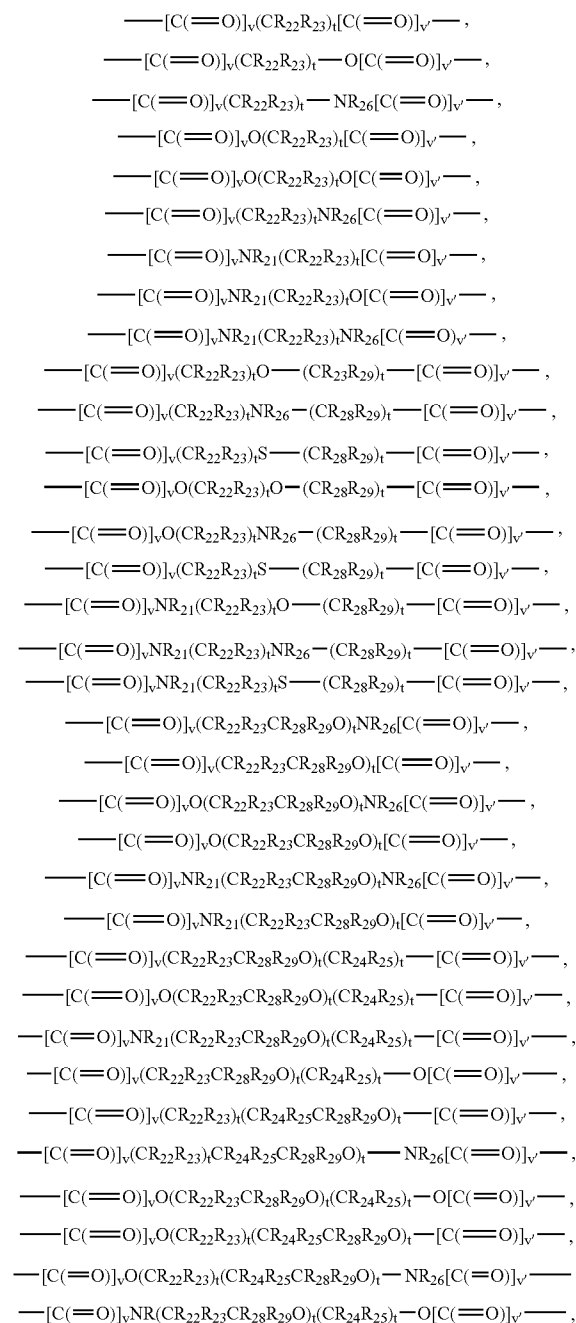 —[C(=O)]v(CR22R23)t[C(=O)]v'—,
—[C(=O)]v(CR22R23)t—O[C(=O)]v'—,
—[C(=O)]v(CR22R23)t—NR26[C(=O)]v'—,
—[C(=O)]vO(CR22R23)t[C(=O)]v'—,
—[C(=O)]vO(CR22R23)tO[C(=O)]v'—,
—[C(=O)]v(CR22R23)tNR26[C(=O)]v'—,
—[C(=O)]vNR21(CR22R23)t[C(=O]v'—,
—[C(=O)]vNR21(CR22R23)tO[C(=O)]v'—,
—[C(=O)]vNR21(CR22R23)tNR26[C(=O)v'—,
—[C(=O)]v(CR22R23)tO—(CR23R29)t—[C(=O)]v'—,
—[C(=O)]v(CR22R23)tNR26—(CR28R29)t—[C(=O)]v'—,
—[C(=O)]v(CR22R23)tS—(CR28R29)t—[C(=O)]v'—,
—[C(=O)]vO(CR22R23)tO—(CR28R29)t—[C(=O)]v'—,
—[C(=O)]vO(CR22R23)tNR26—(CR28R29)t—[C(=O)]v'—,
—[C(=O)]v(CR22R23)tS—(CR28R29)t—[C(=O)]v'—,
—[C(=O)]vNR21(CR22R23)tO—(CR28R29)t—[C(=O)]v'—,
—[C(=O)]vNR21(CR22R23)tNR26—(CR28R29)t—[C(=O)]v'—,
—[C(=O)]vNR21(CR22R23)tS—(CR28R29)t—[C(=O)]v'—,
—[C(=O)]v(CR22R23CR28R29O)tNR26[C(=O)]v'—,
—[C(=O)]v(CR22R23CR28R29O)t[C(=O)]v'—,
—[C(=O)]vO(CR22R23CR28R29O)tNR26[C(=O)]v'—,
—[C(=O)]vO(CR22R23CR28R29O)t[C(=O)]v'—,
—[C(=O)]vNR21(CR22R23CR28R29O)tNR26[C(=O)]v'—,
—[C(=O)]vNR21(CR22R23CR28R29O)t[C(=O)]v'—,
—[C(=O)]v(CR22R23CR28R29O)t(CR24R25)t—[C(=O)]v'—,
—[C(=O)]vO(CR22R23CR28R29O)t(CR24R25)t—[C(=O)]v'—,
—[C(=O)]vNR21(CR22R23CR28R29O)t(CR24R25)t—[C(=O)]v'—,
—[C(=O)]v(CR22R23CR28R29O)t(CR24R25)t—O[C(=O)]v'—,
—[C(=O)]v(CR22R23)t(CR24R25CR28R29O)t—[C(=O)]v'—,
—[C(=O)]v(CR22R23)tCR24R25CR28R29O)t—NR26[C(=O)]v'—,
—[C(=O)]vO(CR22R23CR28R29O)t(CR24R25)t—O[C(=O)]v'—,
—[C(=O)]vO(CR22R23)t(CR24R25CR28R29O)t—[C(=O)]v'—,
—[C(=O)]vO(CR22R23)t(CR24R25CR28R29O)t—NR26[C(=O)]v'—
—[C(=O)]vNR(CR22R23CR28R29O)t(CR24R25)t—O[C(=O)]v'—,